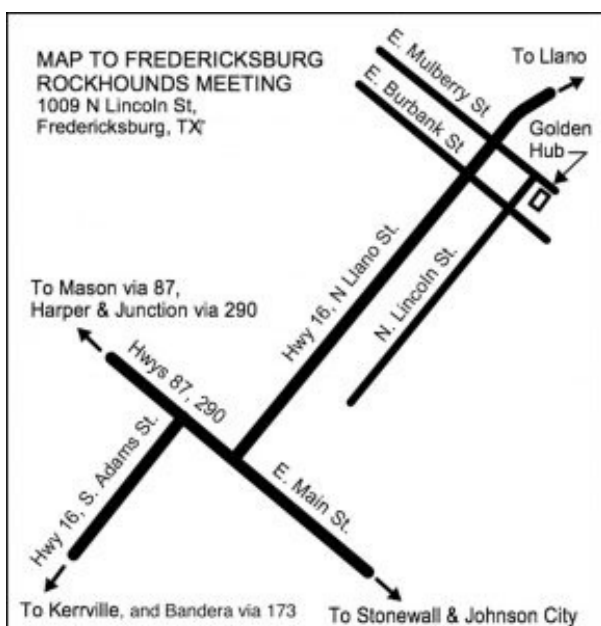 MAP TO FREDERICKSBURG
ROCKHOUNDS MEETING
1009 N Lincoln St,
Fredericksburg, TX
To Llano
E. Mulberry St
E. Burbank St
Golden
Hub
Hwy 16, N Llano St.
N. Lincoln St.
To Mason via 87,
Harper & Junction via 290
Hwys 87, 290
Hwy 16, S. Adams St.
E. Main St.
To Kerrville, and Bandera via 173
To Stonewall & Johnson City